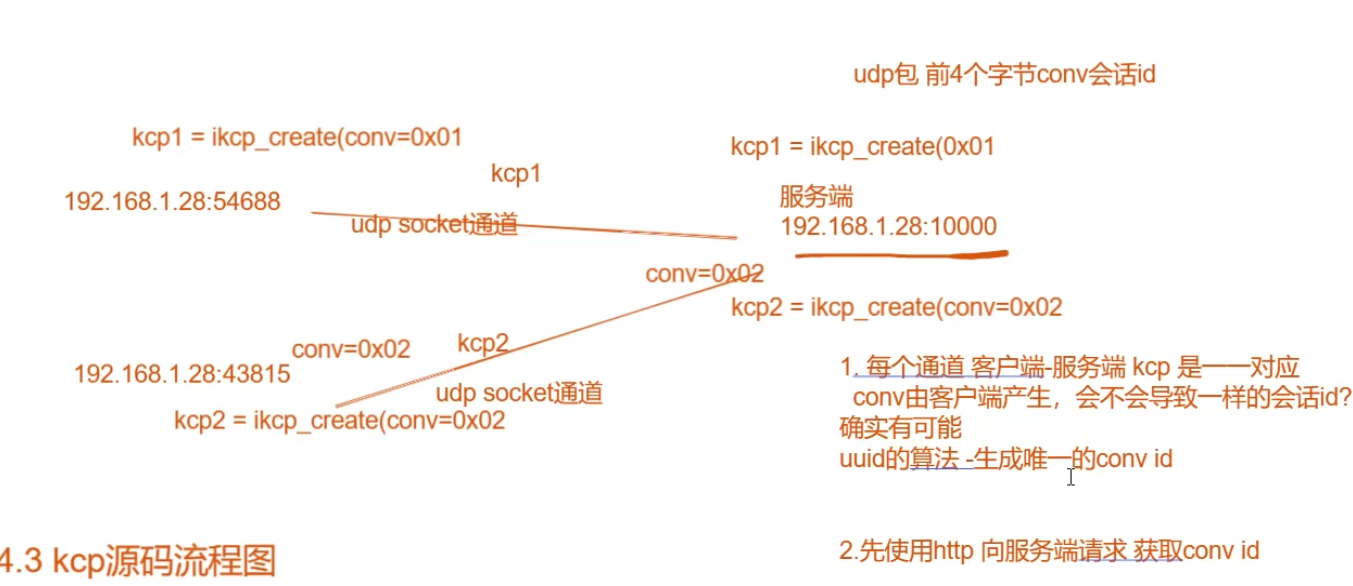 udp包 前4个字节conv会话id
kcp1 = ikcp_create(conv=0x01
kcp1 = ikcp_create(0x01
kcp1
192.168.1.28:54688
服务端
udp socket通道
192.168.1.28:10000
conv=0x02
kcp2 = ikcp_create(conv=0x02
conv=0x02
kcp2
192.168.1.28:43815
udp socket通道
kcp2 = ikcp_create(conv=0x02
1. 每个通道 客户端-服务端 kcp 是一一对应
conv由客户端产生，会不会导致一样的会话id?
确实有可能
uuid的算法 -生成唯一的conv id
2.先使用http 向服务端请求 获取conv id
4.3 kcp源码流程图